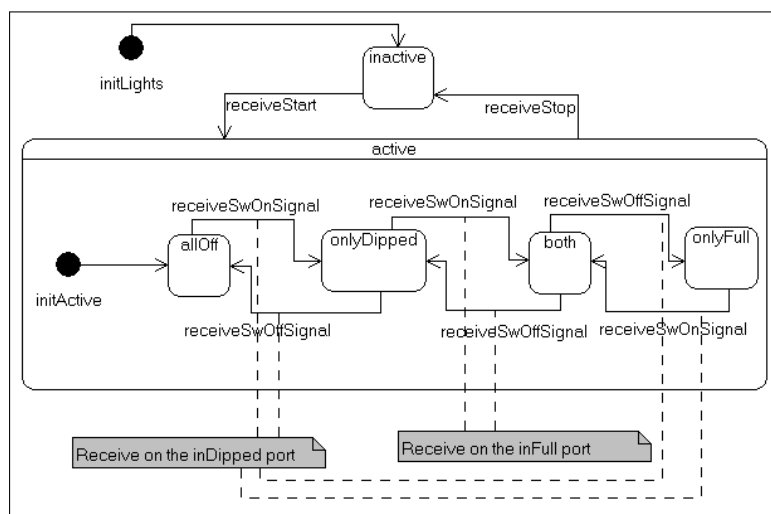 inactive
initLights
receiveStart
receiveStop
active
receiveSwOnSignal
receiveSwOnSignal
receiveSwOffSignal
allOff
onlyDipped
both
onlyFull
initActive
receiveSwOffSignal
receiveSwOffSignal
receiveSwOnSignal
Receive on the inDipped port
Receive on the inFull port